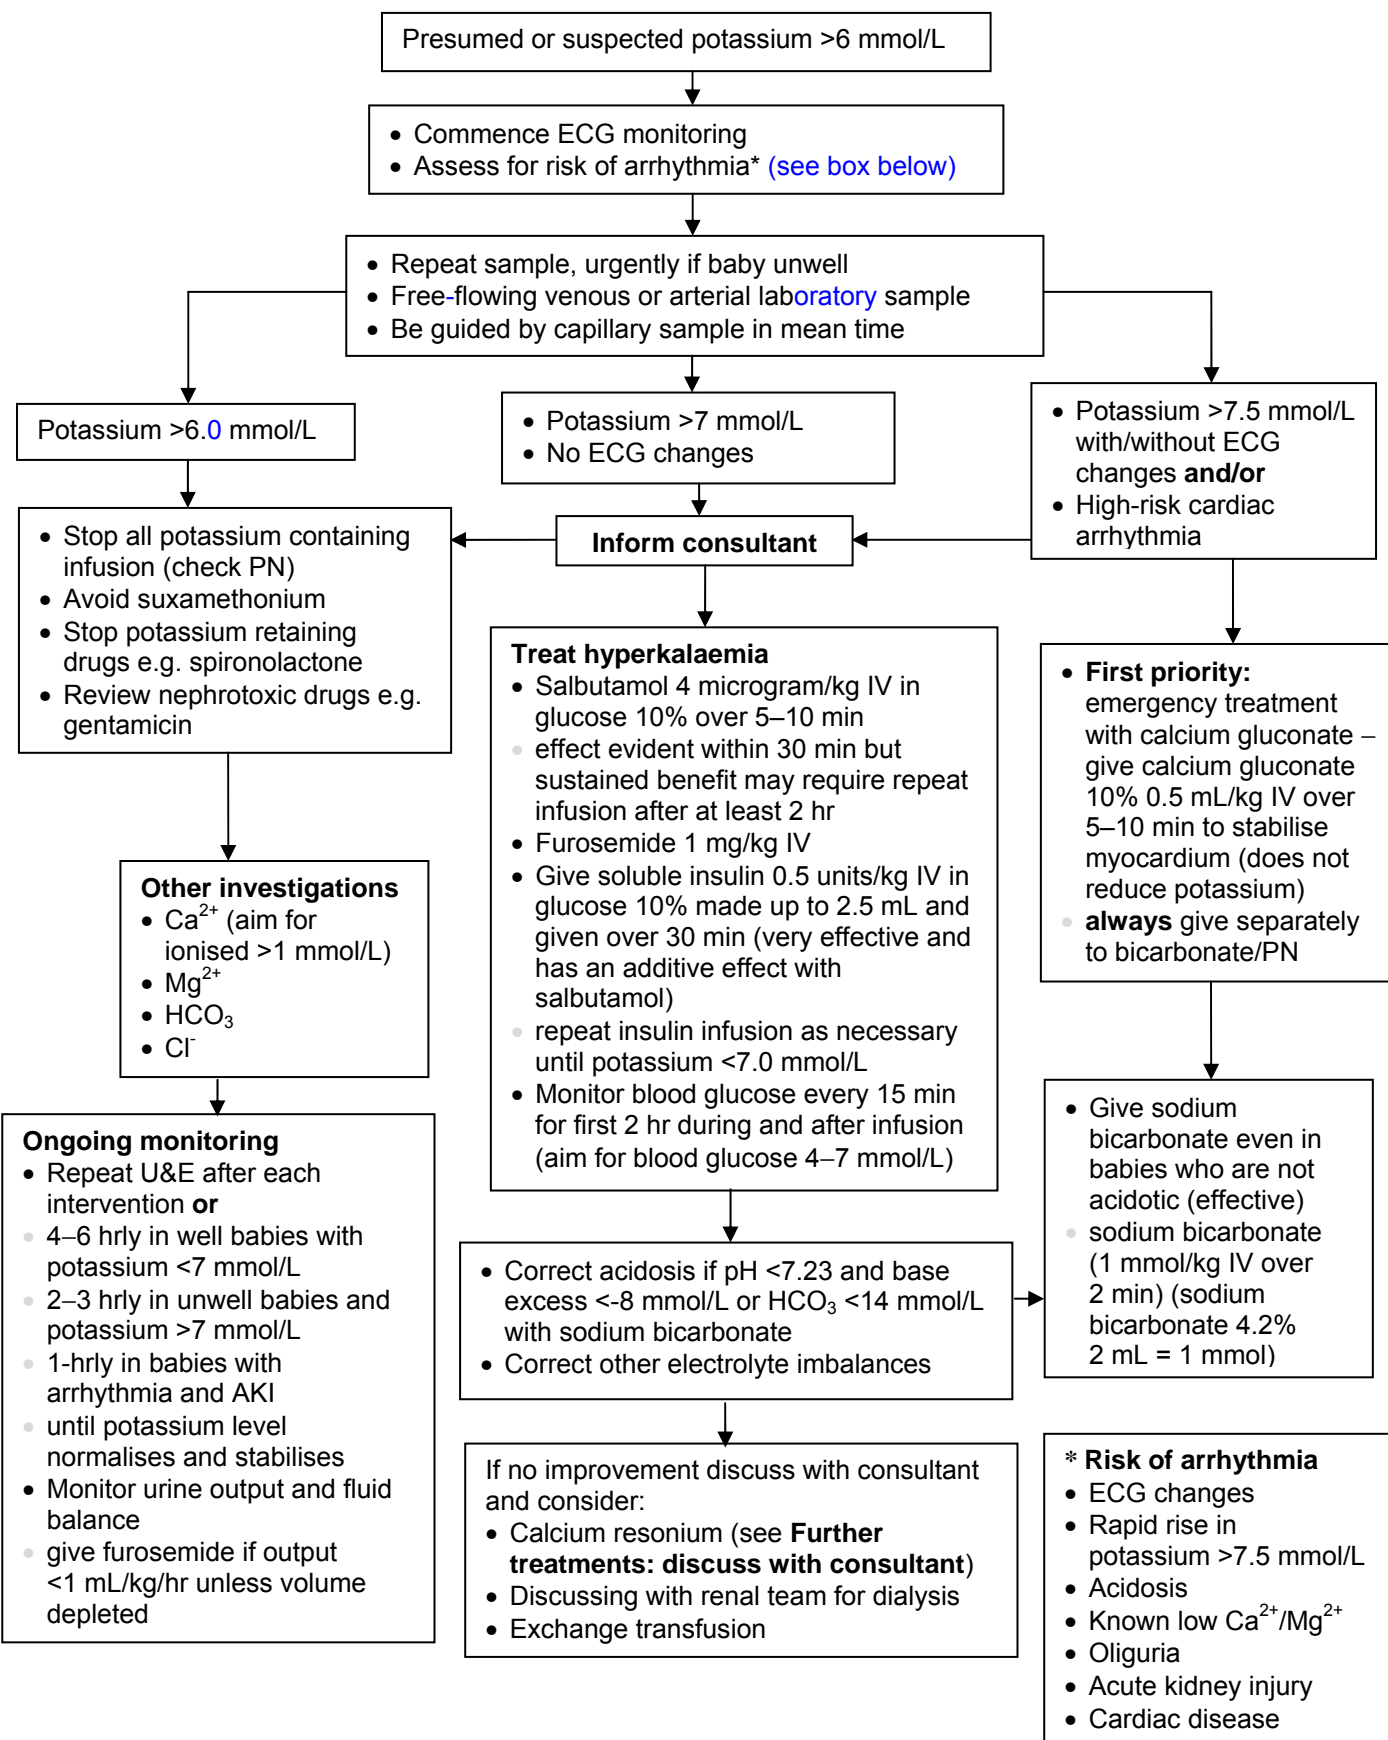 Presumed or suspected potassium >6 mmol/L
• Commence ECG monitoring
• Assess for risk of arrhythmia* (see box below)
• Repeat sample, urgently if baby unwell
• Free-flowing venous or arterial laboratory sample
• Be guided by capillary sample in mean time
Potassium >6.0 mmol/L
• Potassium >7 mmol/L
• No ECG changes
• Potassium >7.5 mmol/L
with/without ECG
changes and/or
• High-risk cardiac
arrhythmia
• Stop all potassium containing
infusion (check PN)
• Avoid suxamethonium
• Stop potassium retaining
drugs e.g. spironolactone
• Review nephrotoxic drugs e.g.
gentamicin
Inform consultant
Treat hyperkalaemia
• Salbutamol 4 microgram/kg IV in
glucose 10% over 5–10 min
• effect evident within 30 min but
sustained benefit may require repeat
infusion after at least 2 hr
• Furosemide 1 mg/kg IV
• Give soluble insulin 0.5 units/kg IV in
glucose 10% made up to 2.5 mL and
given over 30 min (very effective and
has an additive effect with
salbutamol)
• repeat insulin infusion as necessary
until potassium <7.0 mmol/L
• Monitor blood glucose every 15 min
for first 2 hr during and after infusion
(aim for blood glucose 4–7 mmol/L)
• First priority:
emergency treatment
with calcium gluconate –
give calcium gluconate
10% 0.5 mL/kg IV over
5–10 min to stabilise
myocardium (does not
reduce potassium)
• always give separately
to bicarbonate/PN
Other investigations
• Ca²⁺ (aim for
ionised >1 mmol/L)
• Mg²⁺
• HCO₃
• Cl⁻
Ongoing monitoring
• Repeat U&E after each
intervention or
• 4–6 hrly in well babies with
potassium <7 mmol/L
• 2–3 hrly in unwell babies and
potassium >7 mmol/L
• 1-hrly in babies with
arrhythmia and AKI
• until potassium level
normalises and stabilises
• Monitor urine output and fluid
balance
• give furosemide if output
<1 mL/kg/hr unless volume
depleted
• Correct acidosis if pH <7.23 and base
excess <-8 mmol/L or HCO₃ <14 mmol/L
with sodium bicarbonate
• Correct other electrolyte imbalances
• Give sodium
bicarbonate even in
babies who are not
acidotic (effective)
• sodium bicarbonate
(1 mmol/kg IV over
2 min) (sodium
bicarbonate 4.2%
2 mL = 1 mmol)
If no improvement discuss with consultant
and consider:
• Calcium resonium (see Further
treatments: discuss with consultant)
• Discussing with renal team for dialysis
• Exchange transfusion
* Risk of arrhythmia
• ECG changes
• Rapid rise in
potassium >7.5 mmol/L
• Acidosis
• Known low Ca²⁺/Mg²⁺
• Oliguria
• Acute kidney injury
• Cardiac disease